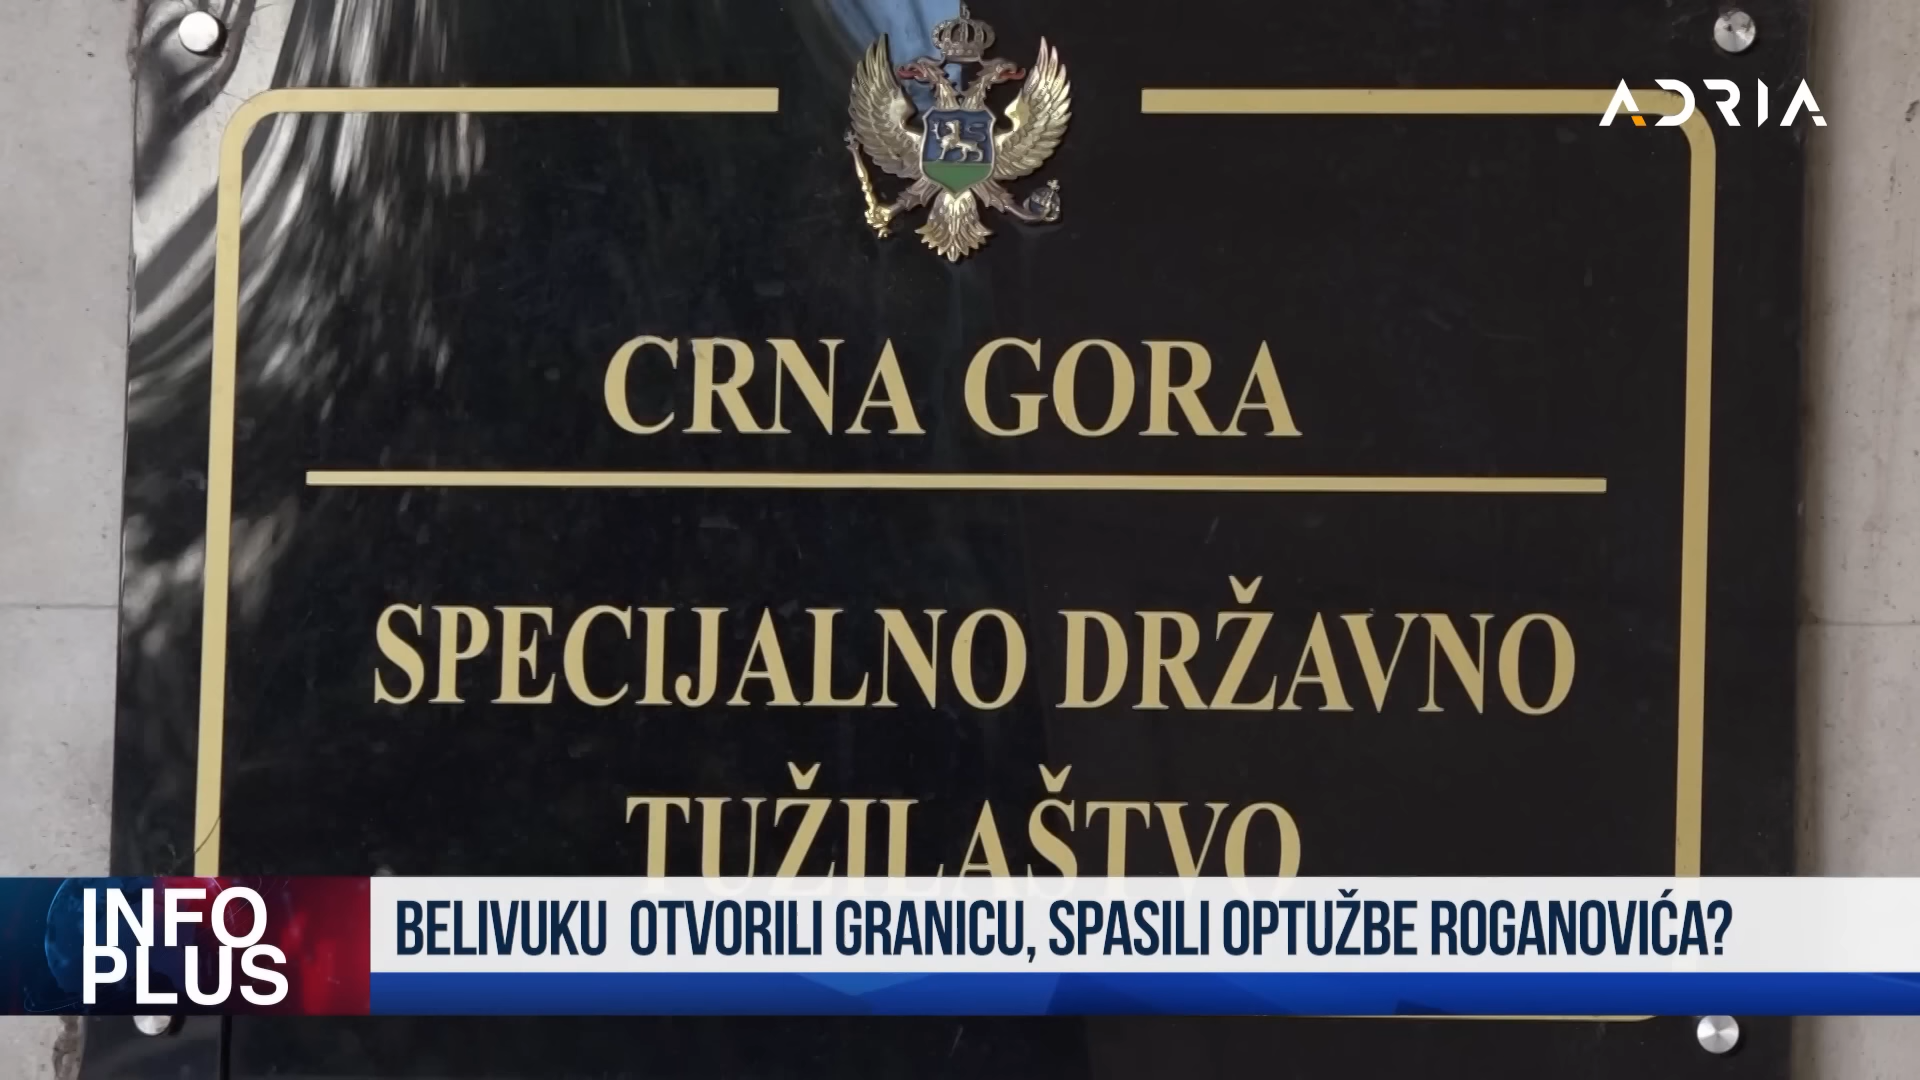 ADRIA
CRNA GORA
SPECIJALNO DRŽAVNO
TUŽILAŠTVO
INFO
PLUS
BELIVUKU OTVORILI GRANICU, SPASILI OPTUŽBE ROGANOVIĆA?